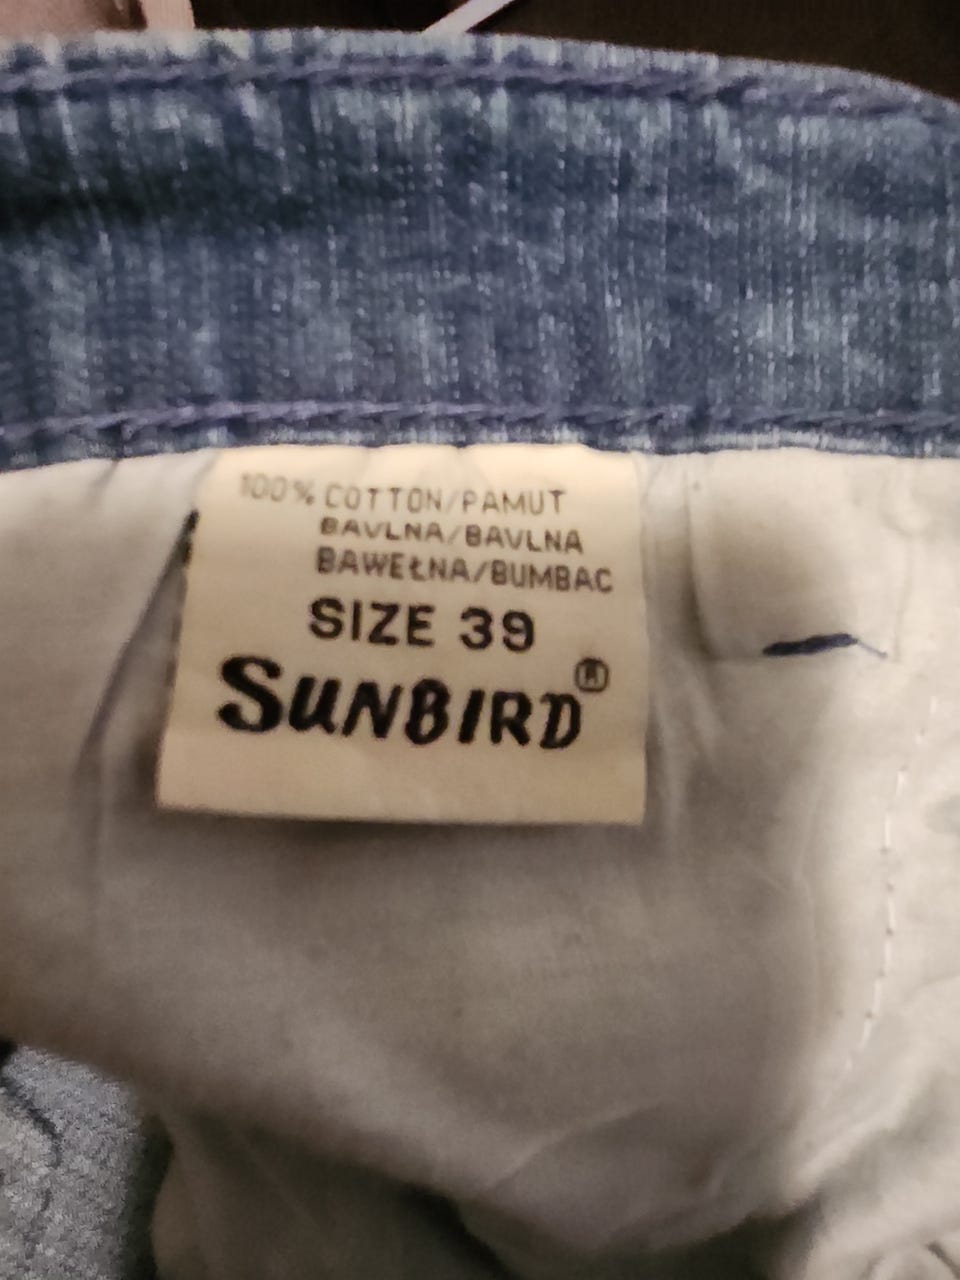 100% COTTON/PAMUT
BAVLNA/BAVLNA
BAWEŁNA/BUMBAC
SIZE 39
SUNBIRD®